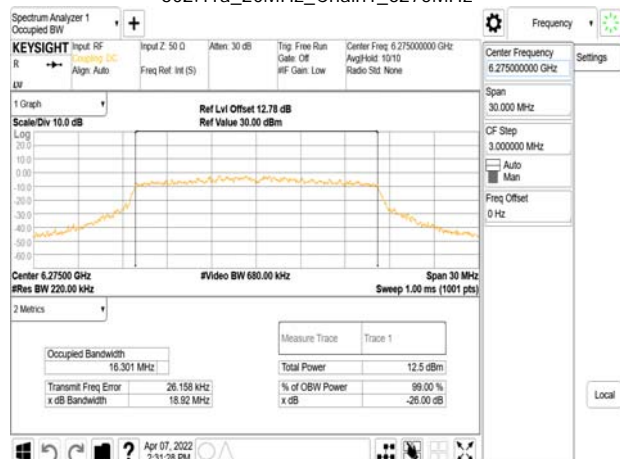 Spectrum Analyzer 1
Occupied BW
Frequency
KEYSIGHT
R
Input: RF
Coupling: DC
Align: Auto
Input Z: 50 Ω
Freq Ref: Int (S)
Atten: 30 dB
Trig: Free Run
Gate: Off
#IF Gain: Low
Center Freq: 6.275000000 GHz
Avg|Hold: 10/10
Radio Std: None
Center Frequency
6.275000000 GHz
Settings
Span
30.000 MHz
CF Step
3.000000 MHz
Auto
Man
Freq Offset
0 Hz
Local
1 Graph
Scale/Div 10.0 dB
Ref Lvl Offset 12.78 dB
Ref Value 30.00 dBm
Log
20.0
10.0
0.00
-10.0
-20.0
-30.0
-40.0
-50.0
-60.0
Center 6.27500 GHz
#Res BW 220.00 kHz
#Video BW 680.00 kHz
Span 30 MHz
Sweep 1.00 ms (1001 pts)
2 Metrics
Measure Trace Trace 1
Occupied Bandwidth
16.301 MHz
Total Power 12.5 dBm
Transmit Freq Error 26.158 kHz
% of OBW Power 99.00 %
x dB Bandwidth 18.92 MHz
x dB -26.00 dB
Apr 07, 2022
2:31:28 PM